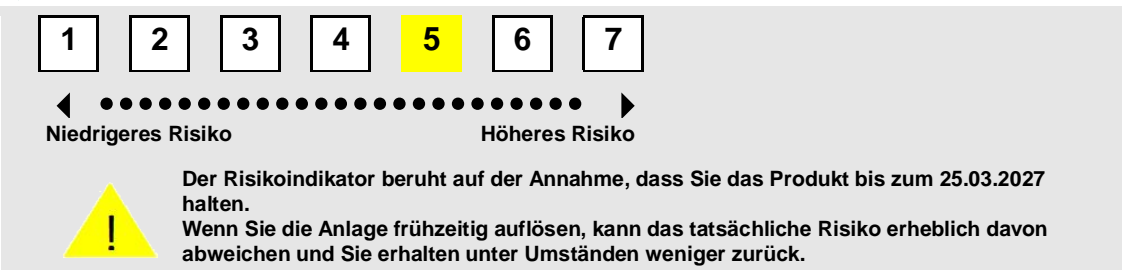 1 2 3 4 5 6 7
Niedrigeres Risiko Höheres Risiko
Der Risikoindikator beruht auf der Annahme, dass Sie das Produkt bis zum 25.03.2027
halten.
Wenn Sie die Anlage frühzeitig auflösen, kann das tatsächliche Risiko erheblich davon
abweichen und Sie erhalten unter Umständen weniger zurück.
!